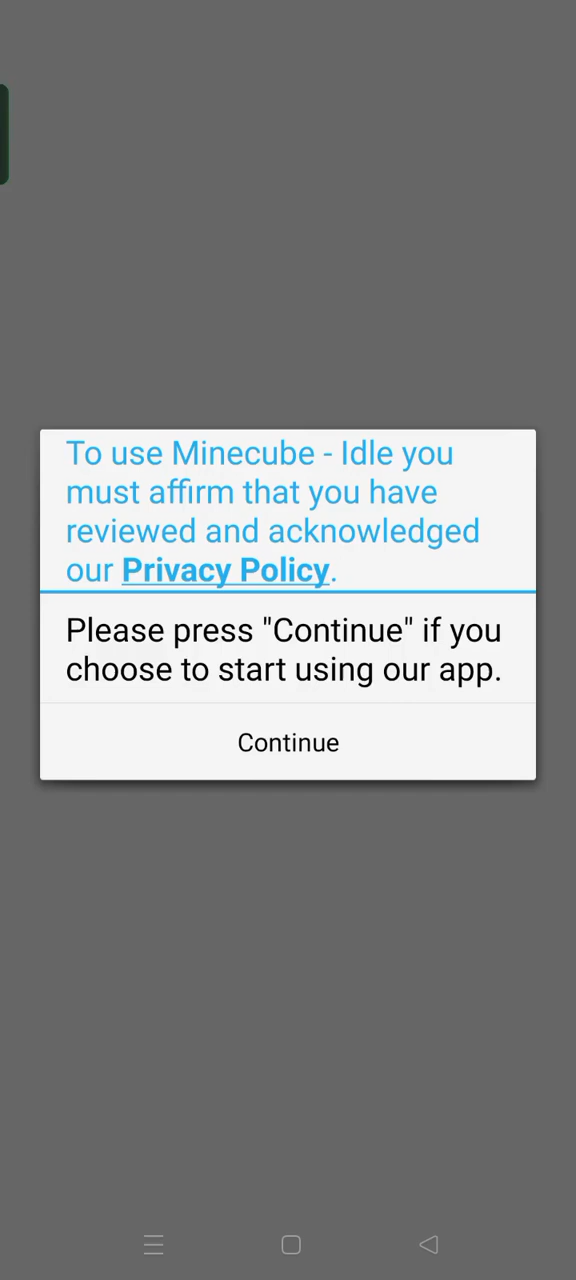 To use Minecube - Idle you
must affirm that you have
reviewed and acknowledged
our Privacy Policy.
Please press "Continue" if you
choose to start using our app.
Continue